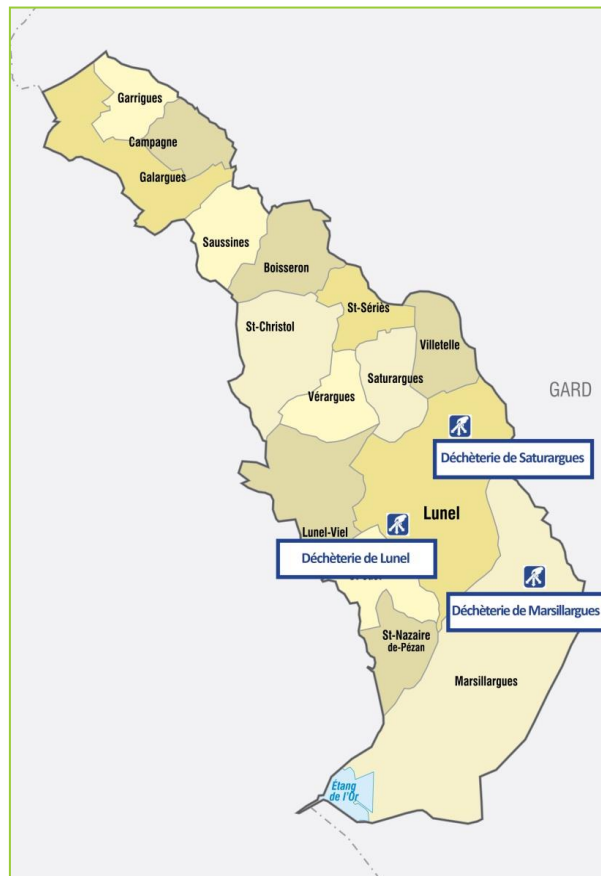 Garrigues
Campagne
Galargues
Saussines
Boisseron
St-Sériès
St-Christol
Villetelle
Saturargues
Vérargues
GARD
Déchèterie de Saturargues
Lunel
Lunel-Viel
Déchèterie de Lunel
Déchèterie de Marsillargues
St-Nazaire
de-Pézan
Marsillargues
Étang
de l'Or